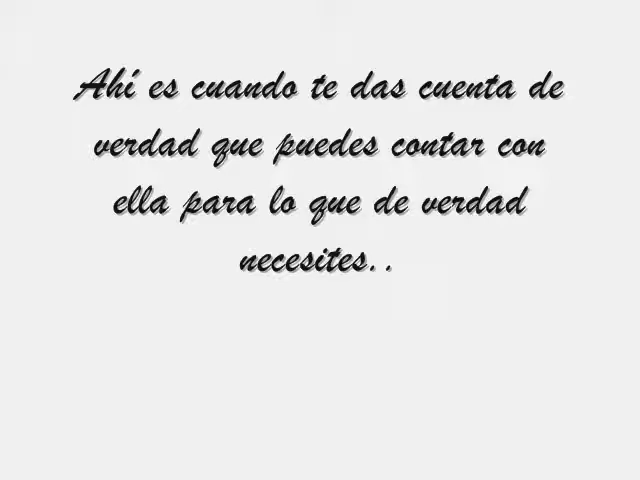 Ahí es cuando te das cuenta de
verdad que puedes contar con
ella para lo que de verdad
necesites..